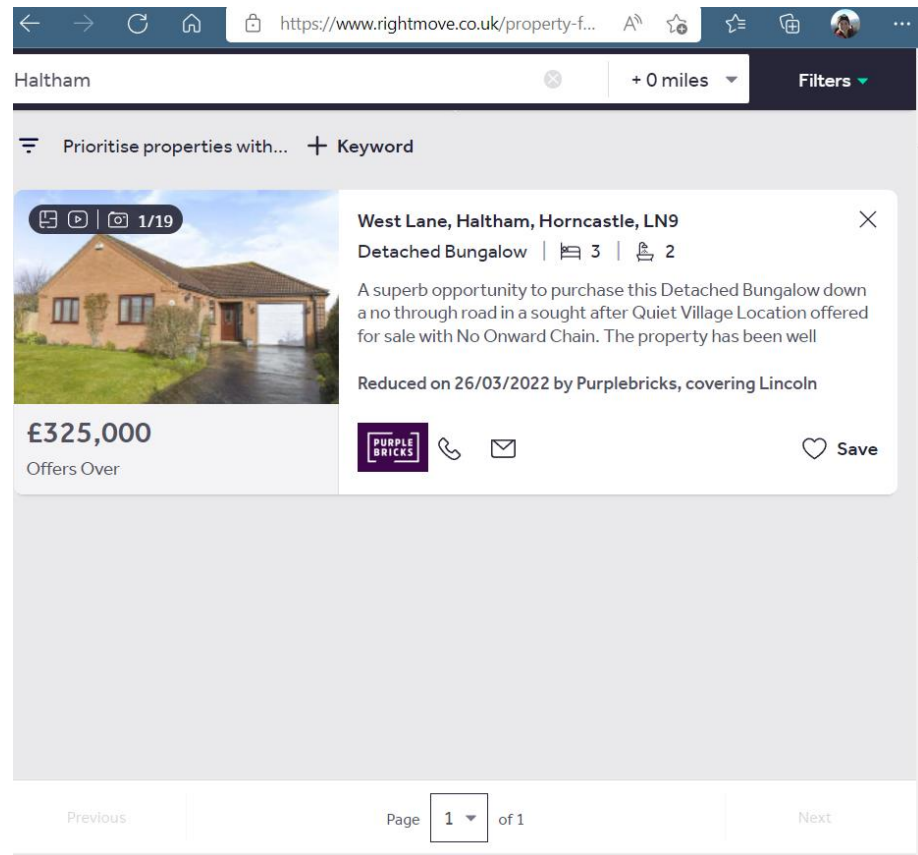 https://www.rightmove.co.uk/property-f...
Haltham
+ 0 miles
Filters
Prioritise properties with...
+ Keyword
1/19
West Lane, Haltham, Horncastle, LN9
Detached Bungalow | 3 | 2
A superb opportunity to purchase this Detached Bungalow down
a no through road in a sought after Quiet Village Location offered
for sale with No Onward Chain. The property has been well
Reduced on 26/03/2022 by Purplebricks, covering Lincoln
£325,000
Offers Over
PURPLE
BRICKS
Save
Previous
Page 1 of 1
Next